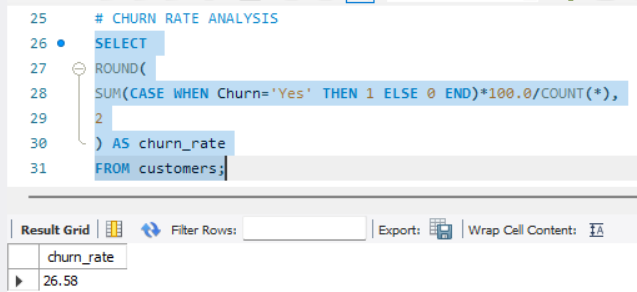 25 # CHURN RATE ANALYSIS
26 SELECT
27 ROUND(
28 SUM(CASE WHEN Churn='Yes' THEN 1 ELSE 0 END)*100.0/COUNT(*),
29 2
30 ) AS churn_rate
31 FROM customers;
Result Grid Filter Rows: Export: Wrap Cell Content: IA
churn_rate
26.58